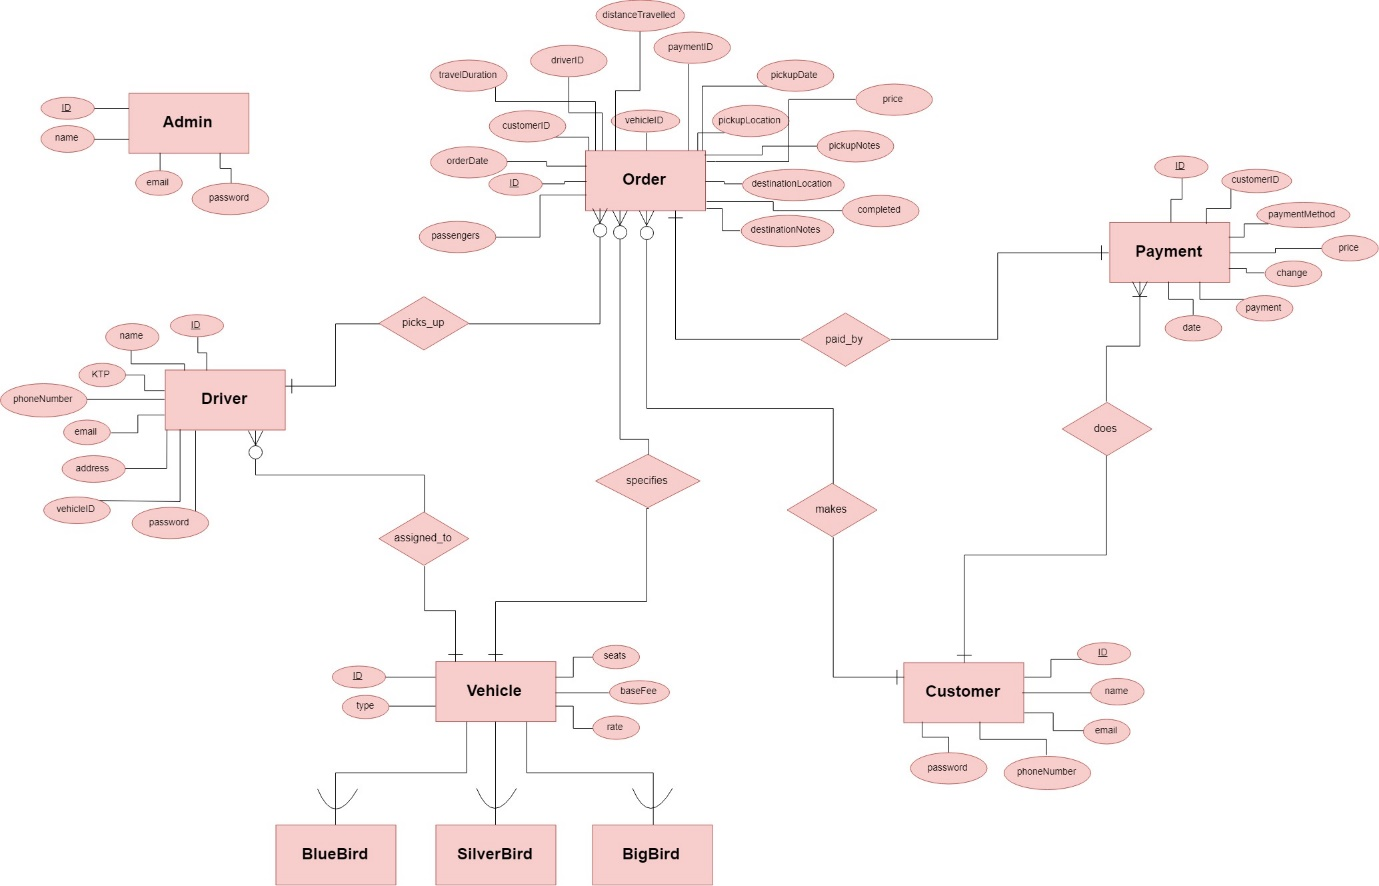 distanceTravelled
paymentID
driverID
travelDuration
pickupDate
price
ID
Admin
name
email
password
customerID
vehicleID
pickupLocation
pickupNotes
orderDate
ID
Order
destinationLocation
completed
passengers
destinationNotes
ID
customerID
paymentMethod
Payment
price
change
payment
date
picks_up
paid_by
name
ID
KTP
phoneNumber
Driver
email
address
vehicleID
password
does
specifies
makes
assigned_to
ID
type
Vehicle
seats
baseFee
rate
ID
Customer
name
email
password
phoneNumber
BlueBird
SilverBird
BigBird